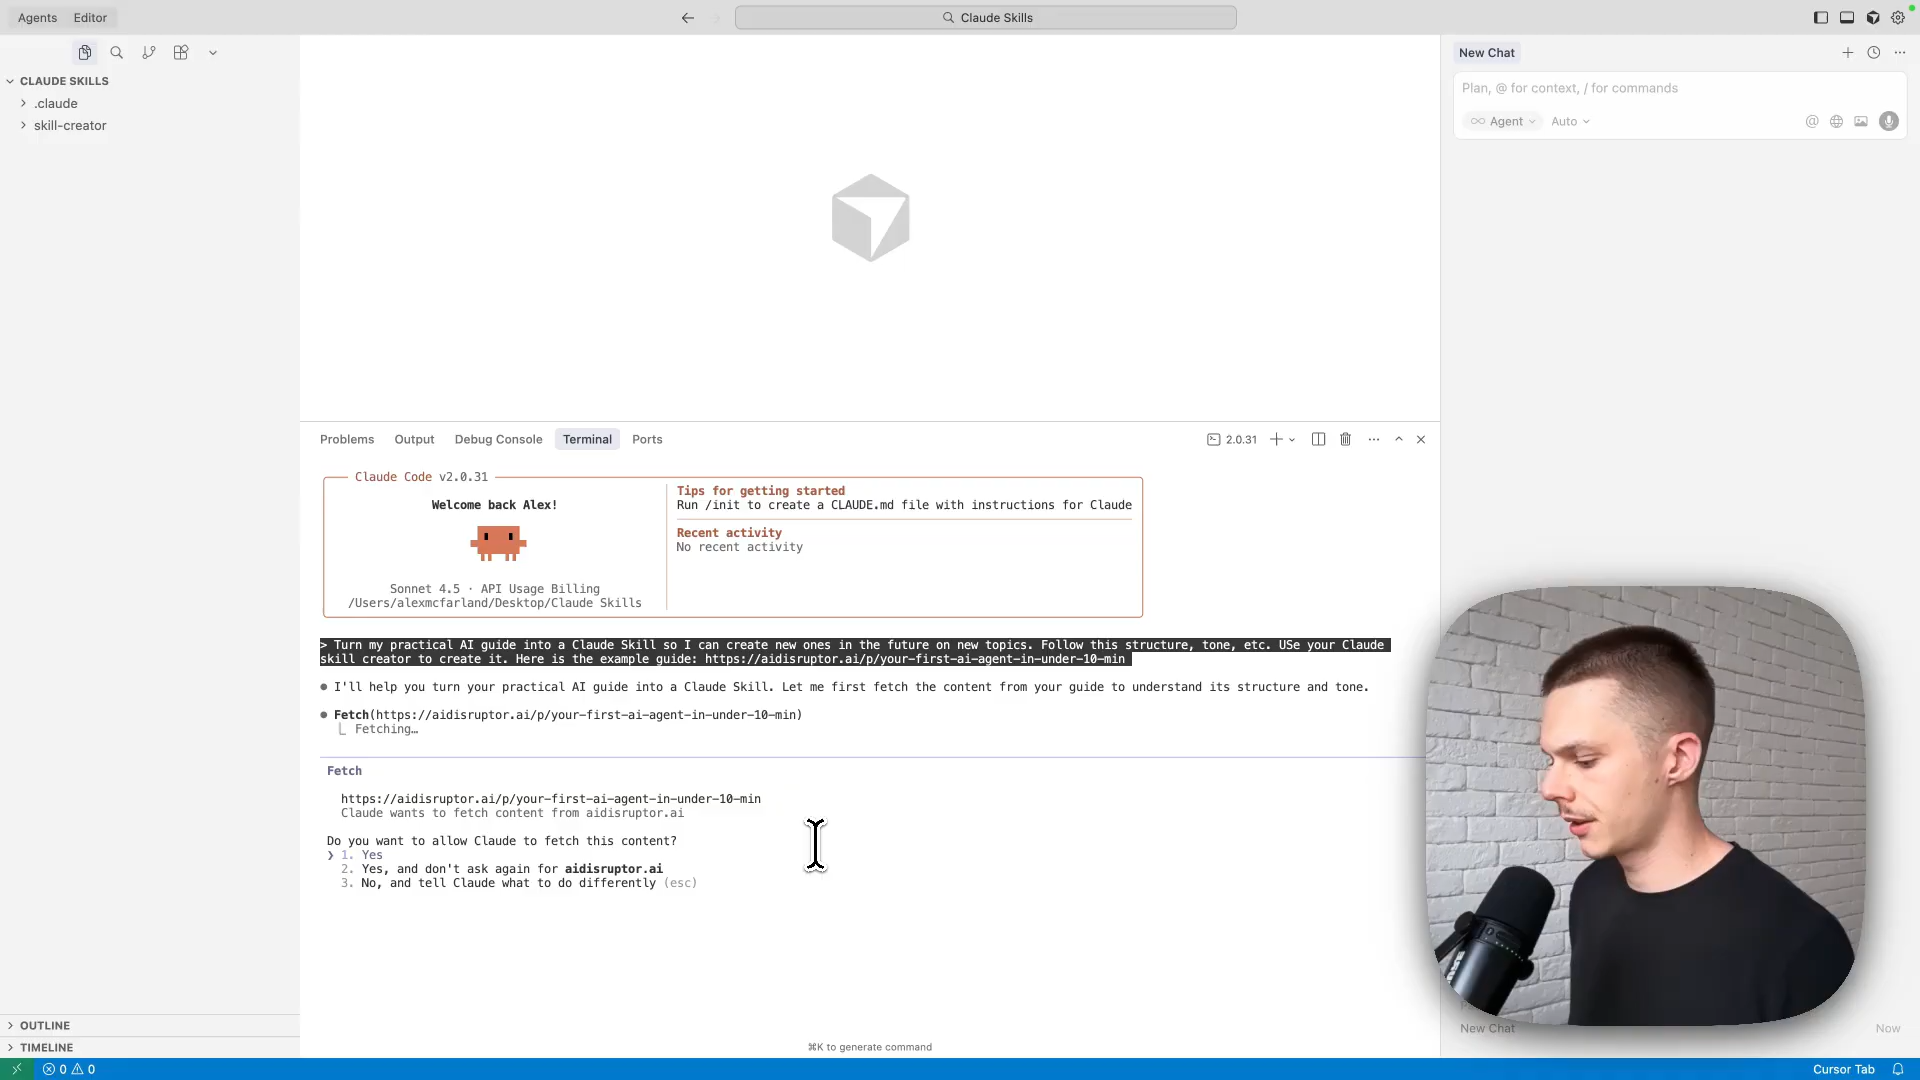 Agents Editor
Claude Skills
CLAUDE SKILLS
.claude
skill-creator
OUTLINE
TIMELINE
0 0
Problems Output Debug Console Terminal Ports
2.0.31
Claude Code v2.0.31
Welcome back Alex!
Sonnet 4.5 · API Usage Billing
/Users/alexmcfarland/Desktop/Claude Skills
Tips for getting started
Run /init to create a CLAUDE.md file with instructions for Claude
Recent activity
No recent activity
> Turn my practical AI guide into a Claude Skill so I can create new ones in the future on new topics. Follow this structure, tone, etc. USe your Claude
skill creator to create it. Here is the example guide: https://aidisruptor.ai/p/your-first-ai-agent-in-under-10-min
● I'll help you turn your practical AI guide into a Claude Skill. Let me first fetch the content from your guide to understand its structure and tone.
● Fetch(https://aidisruptor.ai/p/your-first-ai-agent-in-under-10-min)
Fetching…
Fetch
https://aidisruptor.ai/p/your-first-ai-agent-in-under-10-min
Claude wants to fetch content from aidisruptor.ai
Do you want to allow Claude to fetch this content?
❯ 1. Yes
2. Yes, and don't ask again for aidisruptor.ai
3. No, and tell Claude what to do differently (esc)
⌘K to generate command
New Chat
Plan, @ for context, / for commands
Agent Auto
New Chat Now
Cursor Tab